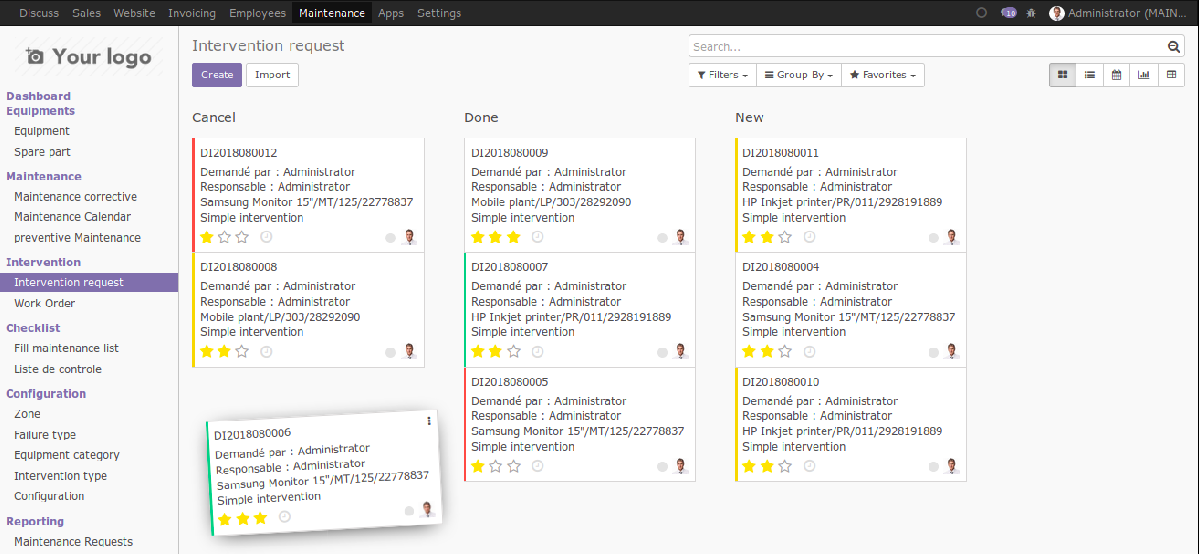 Discuss Sales Website Invoicing Employees Maintenance Apps Settings
Administrator (MAIN...
Your logo
Intervention request
Search...
Create Import
Filters Group By Favorites
Dashboard
Equipments
Equipment
Spare part
Maintenance
Maintenance corrective
Maintenance Calendar
preventive Maintenance
Intervention
Intervention request
Work Order
Checklist
Fill maintenance list
Liste de controle
Configuration
Zone
Failure type
Equipment category
Intervention type
Configuration
Reporting
Maintenance Requests
Cancel
DI2018080012
Demandé par : Administrator
Responsable : Administrator
Samsung Monitor 15"/MT/125/22778837
Simple intervention
DI2018080008
Demandé par : Administrator
Responsable : Administrator
Mobile plant/LP/303/28292090
Simple intervention
DI2018080006
Demandé par : Administrator
Responsable : Administrator
Samsung Monitor 15"/MT/125/22778837
Simple intervention
Done
DI2018080009
Demandé par : Administrator
Responsable : Administrator
Mobile plant/LP/303/28292090
Simple intervention
DI2018080007
Demandé par : Administrator
Responsable : Administrator
HP Inkjet printer/PR/011/2928191889
Simple intervention
DI2018080005
Demandé par : Administrator
Responsable : Administrator
Samsung Monitor 15"/MT/125/22778837
Simple intervention
New
DI2018080011
Demandé par : Administrator
Responsable : Administrator
HP Inkjet printer/PR/011/2928191889
Simple intervention
DI2018080004
Demandé par : Administrator
Responsable : Administrator
Samsung Monitor 15"/MT/125/22778837
Simple intervention
DI2018080010
Demandé par : Administrator
Responsable : Administrator
HP Inkjet printer/PR/011/2928191889
Simple intervention